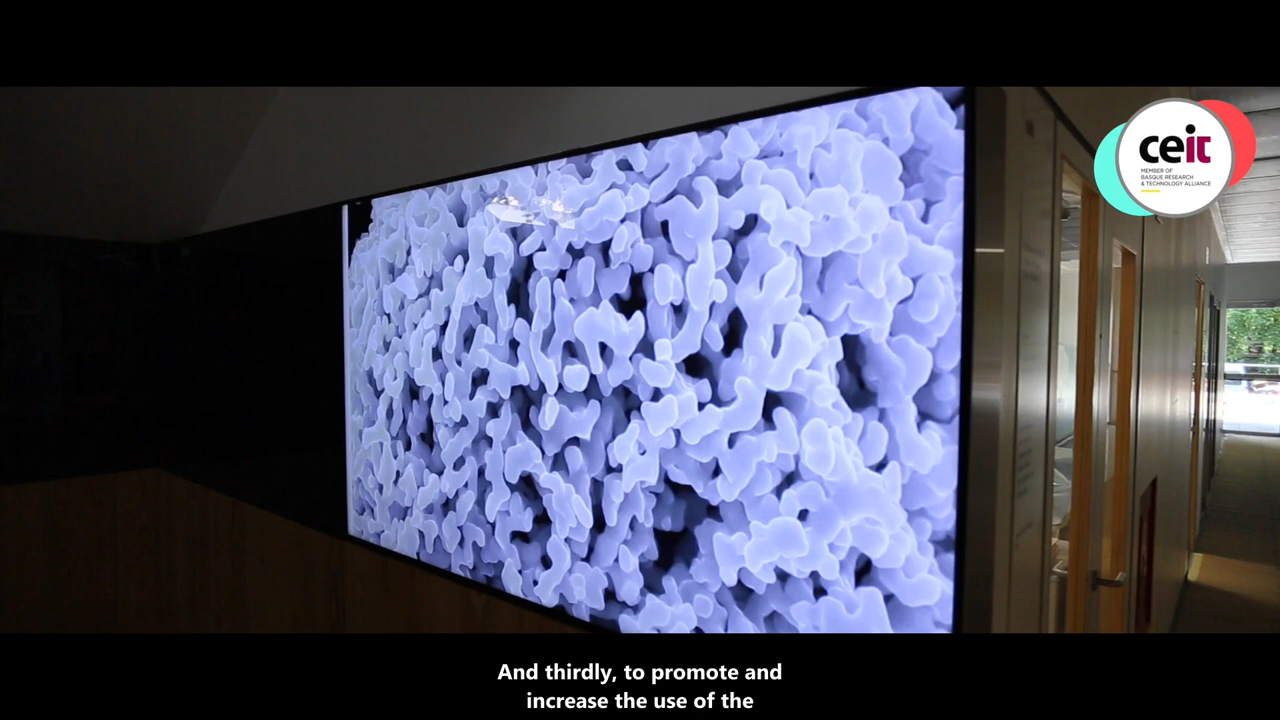 ceit
MEMBER OF
BASQUE RESEARCH
& TECHNOLOGY ALLIANCE
And thirdly, to promote and
increase the use of the